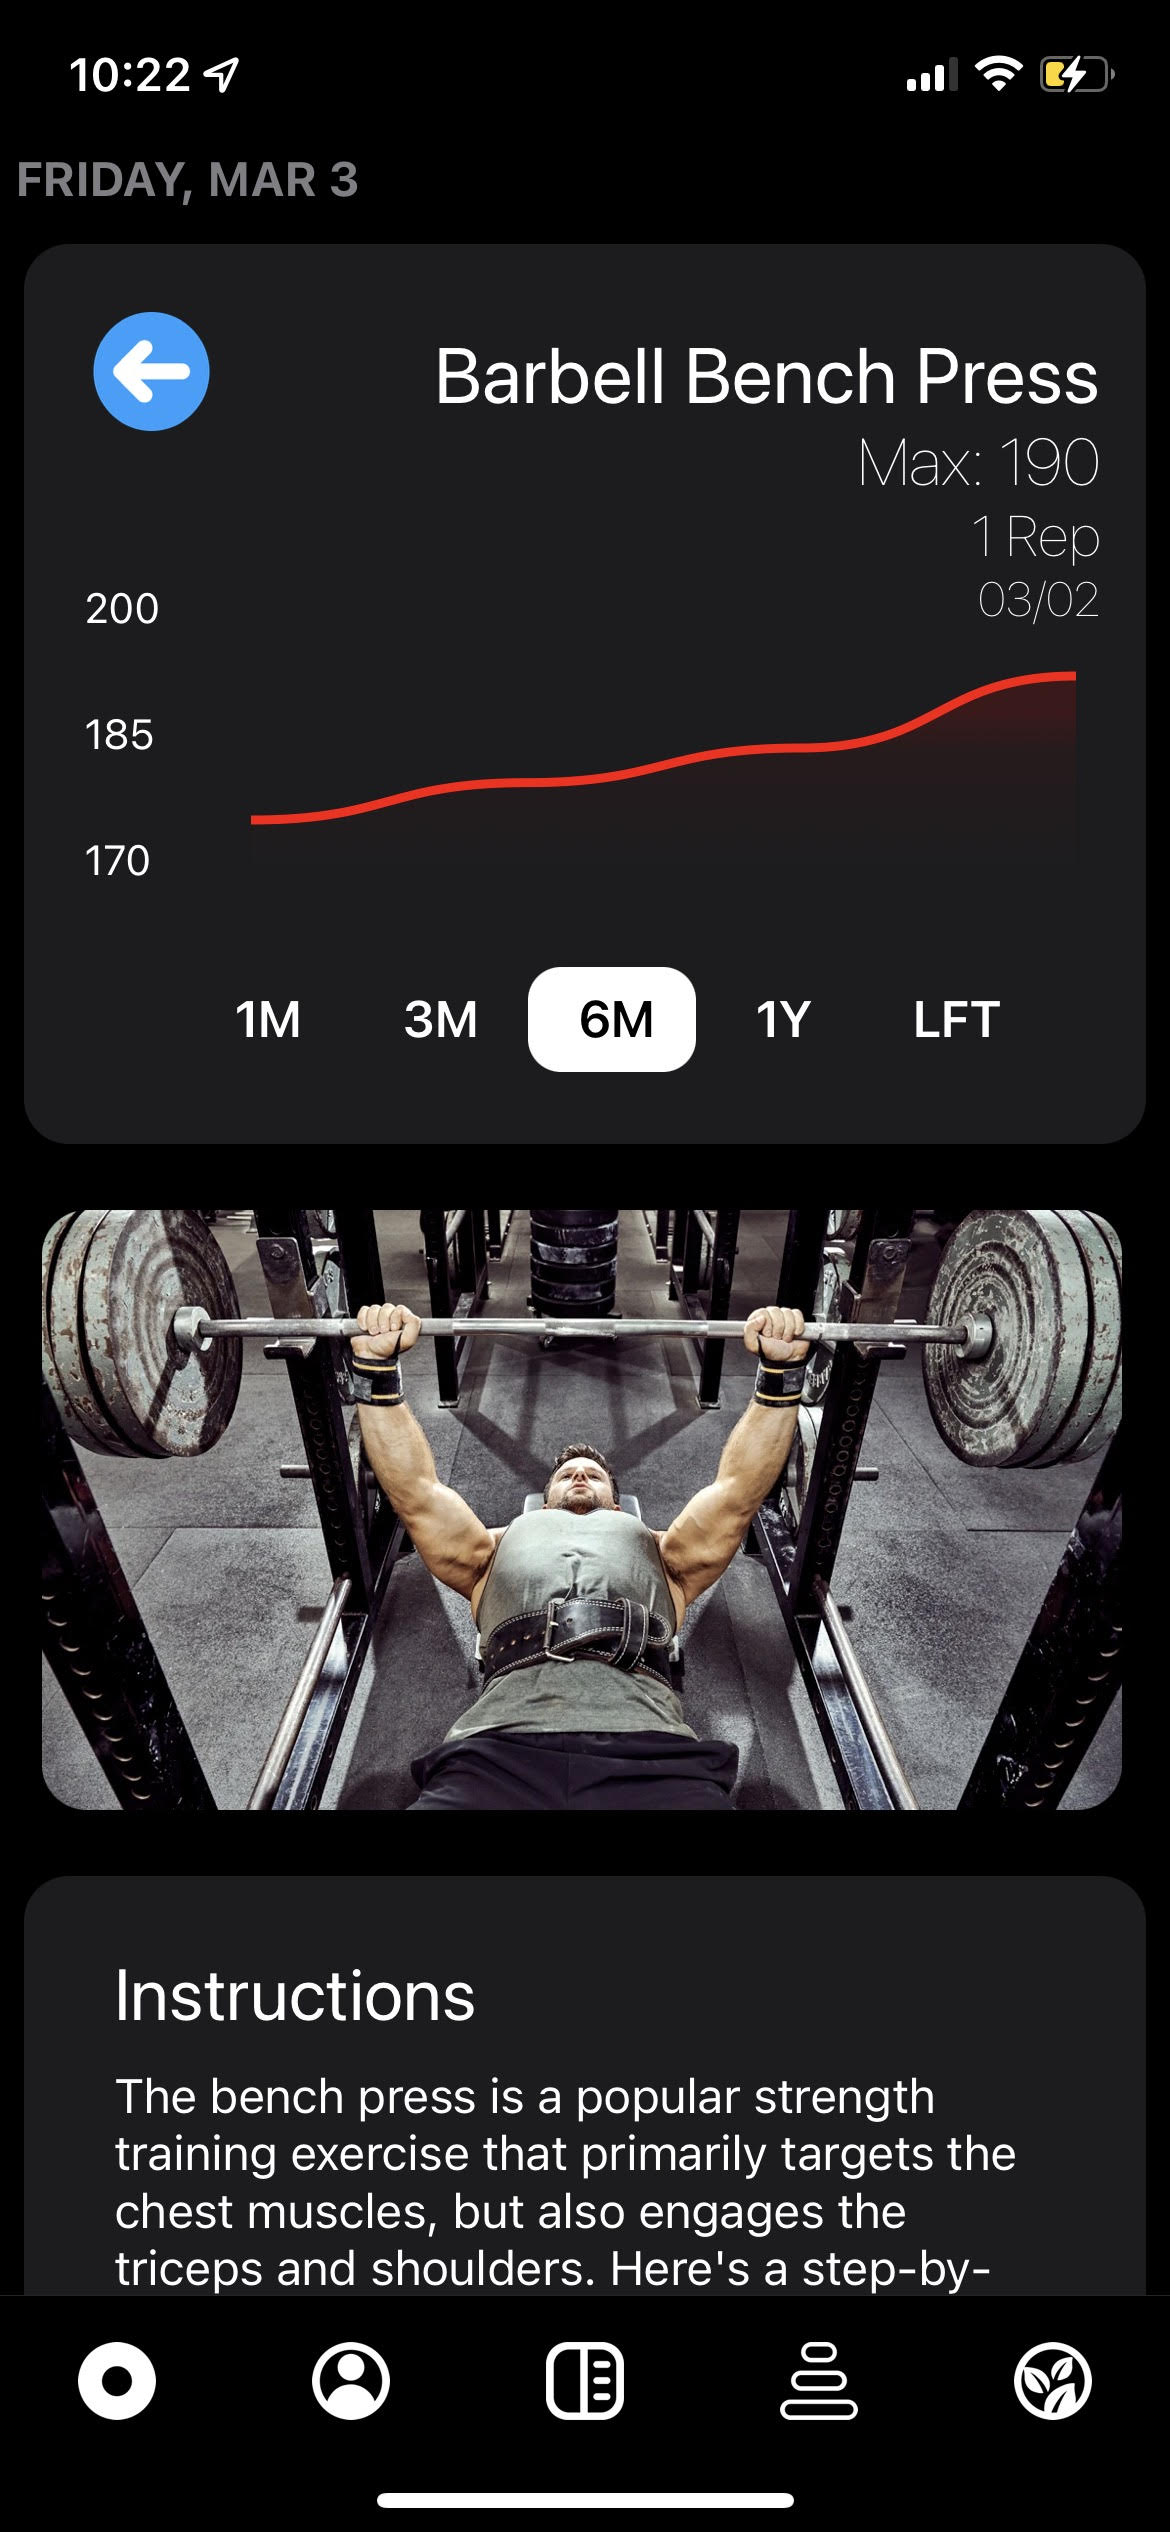 10:22
FRIDAY, MAR 3
Barbell Bench Press
Max: 190
1 Rep
03/02
200
185
170
1M 3M 6M 1Y LFT
Instructions
The bench press is a popular strength
training exercise that primarily targets the
chest muscles, but also engages the
triceps and shoulders. Here's a step-by-